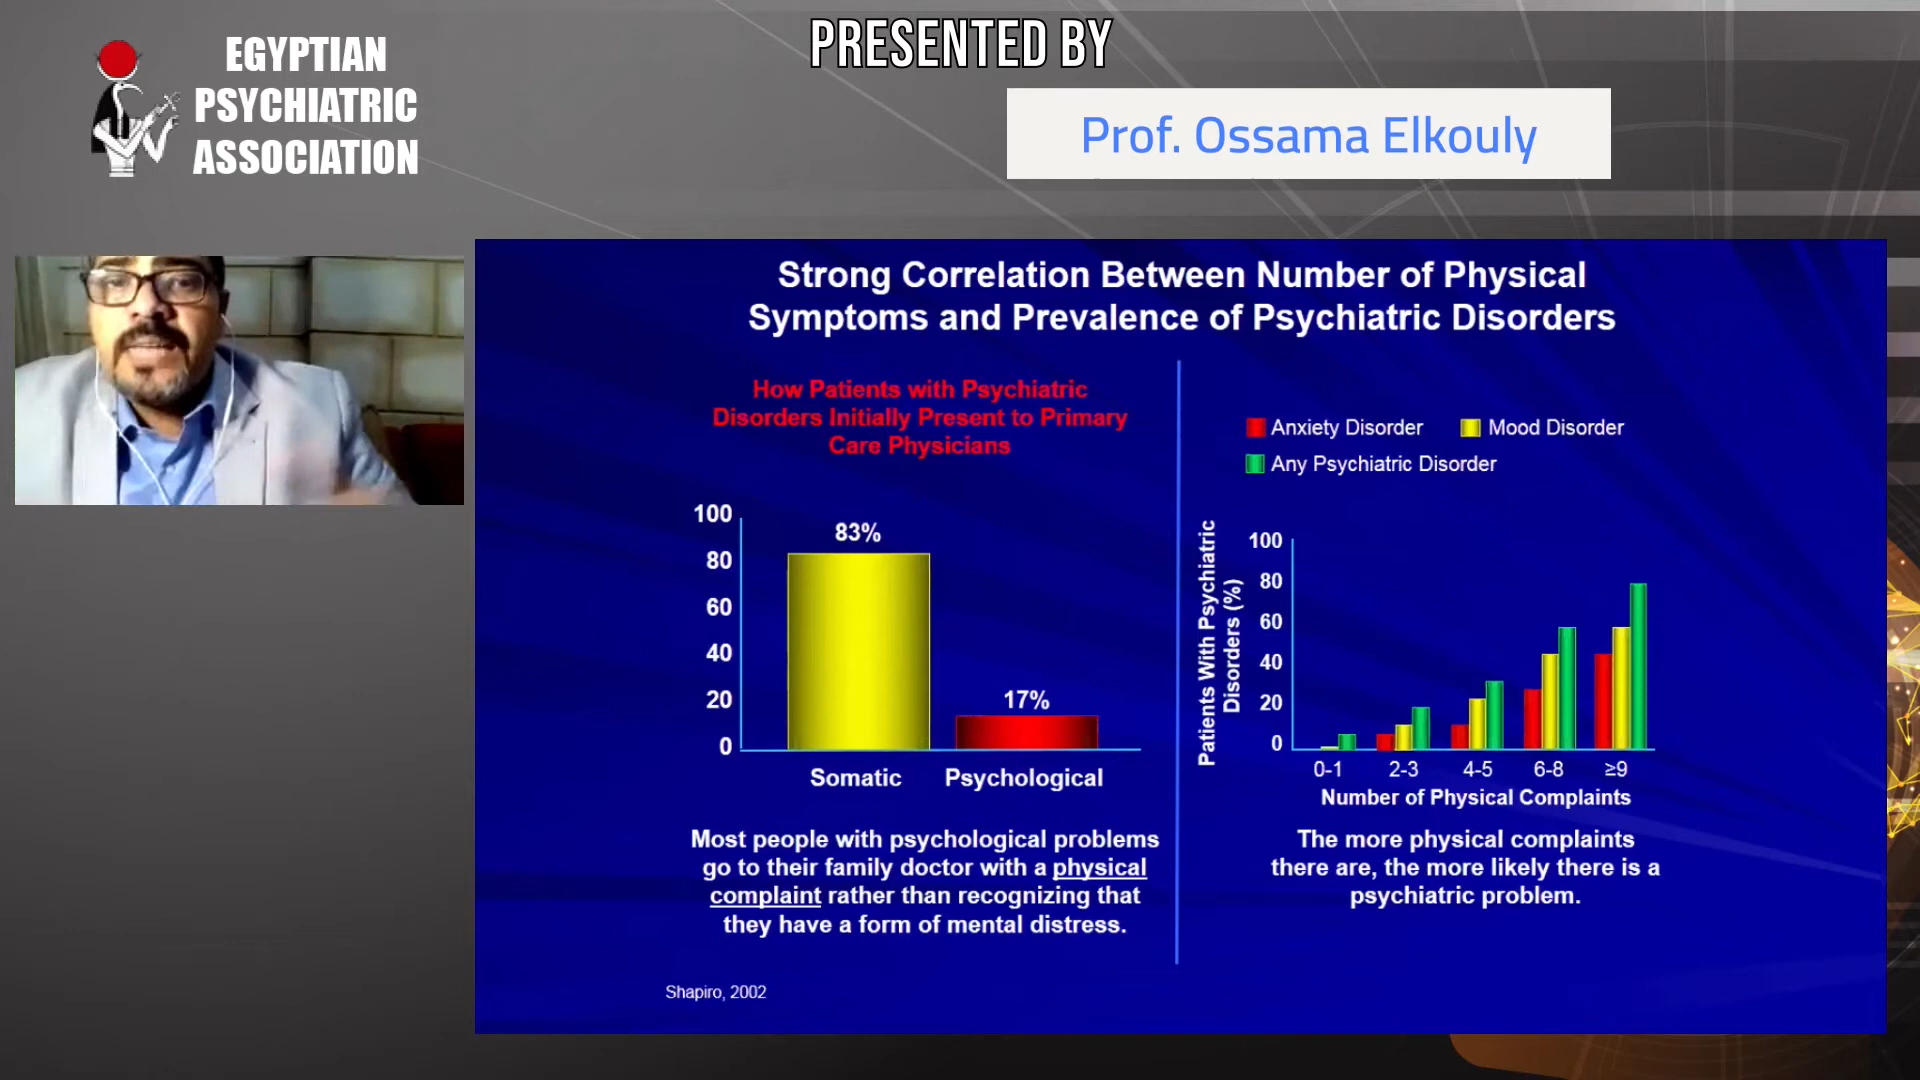 PRESENTED BY
EGYPTIAN
PSYCHIATRIC
ASSOCIATION
Prof. Ossama Elkouly
Strong Correlation Between Number of Physical
Symptoms and Prevalence of Psychiatric Disorders
How Patients with Psychiatric
Disorders Initially Present to Primary
Care Physicians
100
80
60
40
20
0
83%
17%
Somatic
Psychological
Most people with psychological problems
go to their family doctor with a physical
complaint rather than recognizing that
they have a form of mental distress.
Anxiety Disorder
Mood Disorder
Any Psychiatric Disorder
Patients With Psychiatric
Disorders (%)
100
80
60
40
20
0
0-1
2-3
4-5
6-8
≥9
Number of Physical Complaints
The more physical complaints
there are, the more likely there is a
psychiatric problem.
Shapiro, 2002